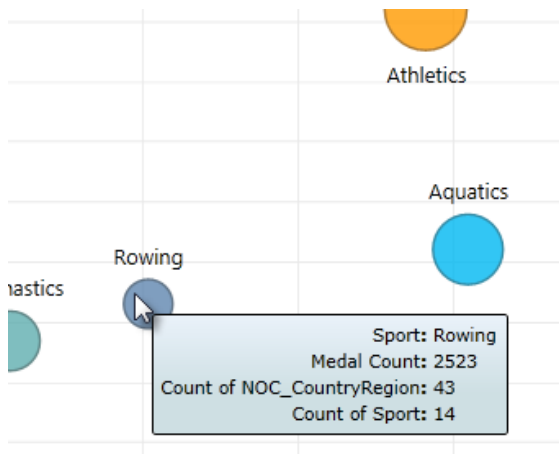 Athletics
Aquatics
Rowing
nastics
Sport: Rowing
Medal Count: 2523
Count of NOC_CountryRegion: 43
Count of Sport: 14